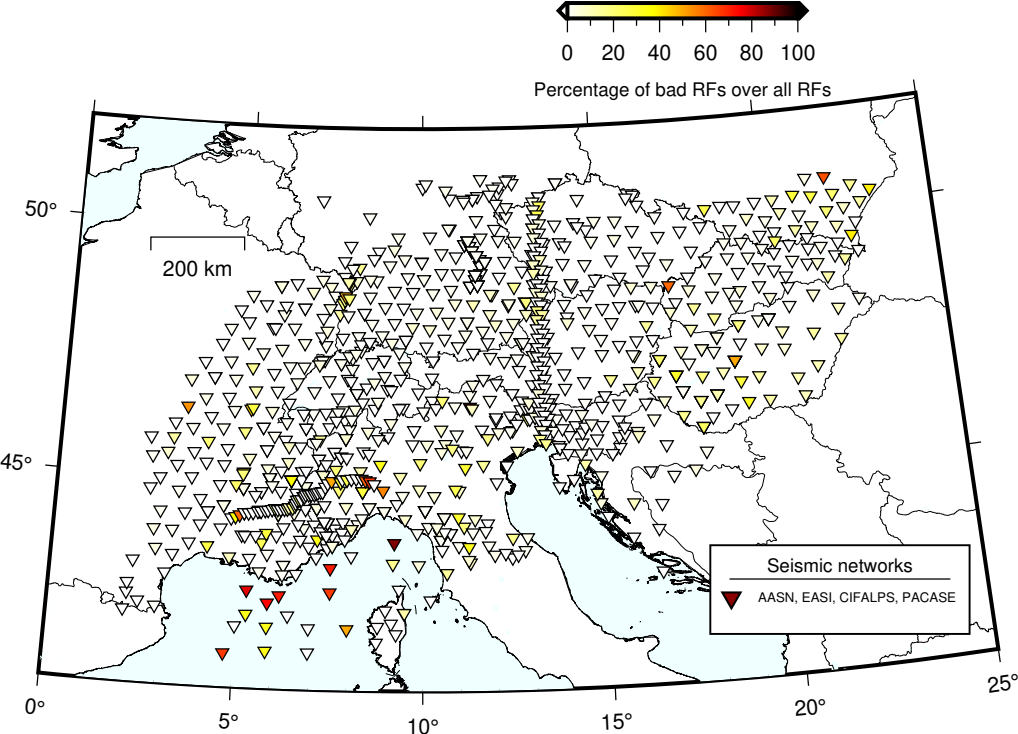 0 20 40 60 80 100
Percentage of bad RFs over all RFs
50°
200 km
45°
Seismic networks
AASN, EASI, CIFALPS, PACASE
0° 5° 10° 15° 20° 25°